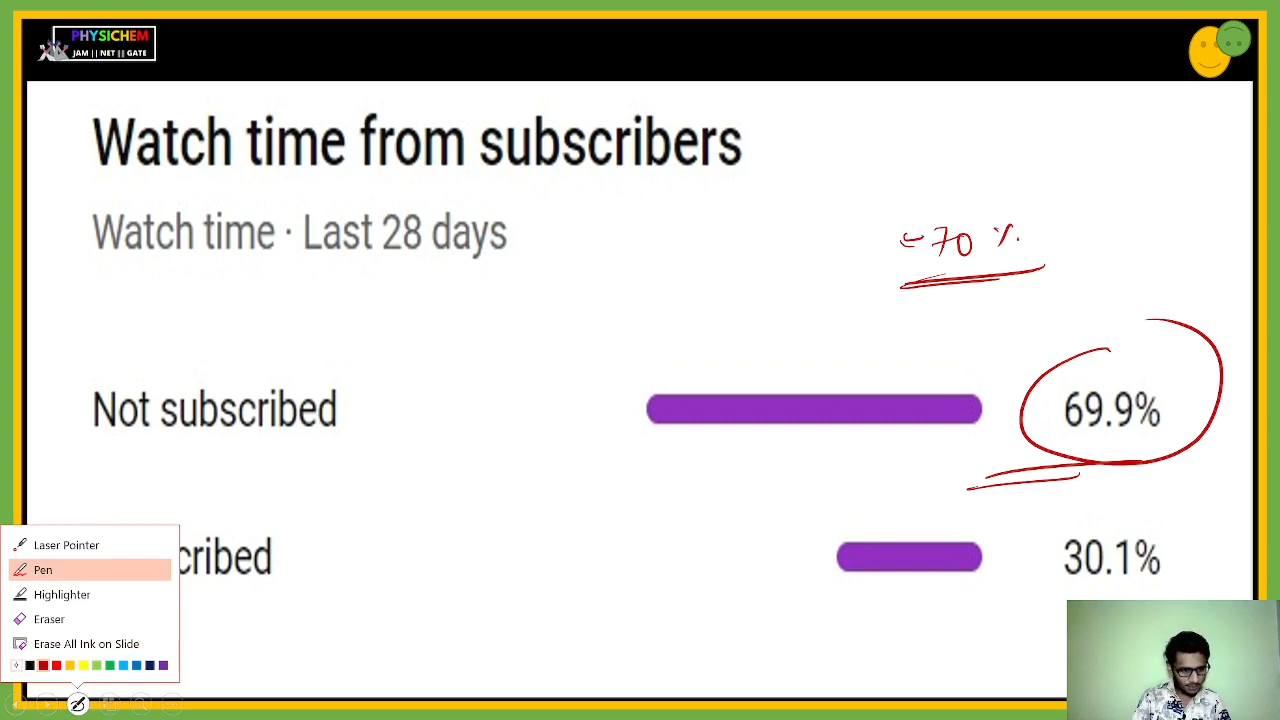 PHYSICHEM
JAM || NET || GATE
Watch time from subscribers
Watch time · Last 28 days
70 %
Not subscribed
69.9%
cribed
30.1%
Laser Pointer
Pen
Highlighter
Eraser
Erase All Ink on Slide